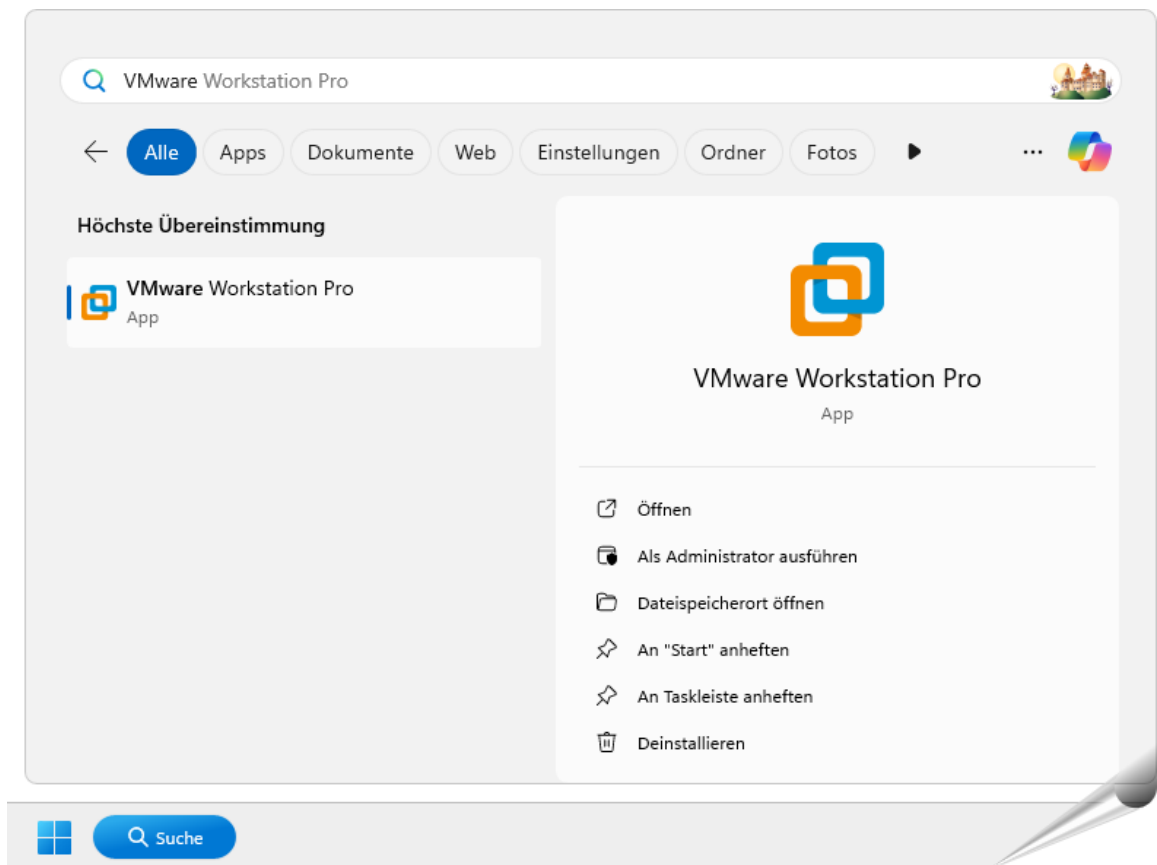 VMware Workstation Pro
Alle Apps Dokumente Web Einstellungen Ordner Fotos
Höchste Übereinstimmung
VMware Workstation Pro
App
VMware Workstation Pro
App
Öffnen
Als Administrator ausführen
Dateispeicherort öffnen
An "Start" anheften
An Taskleiste anheften
Deinstallieren
Suche